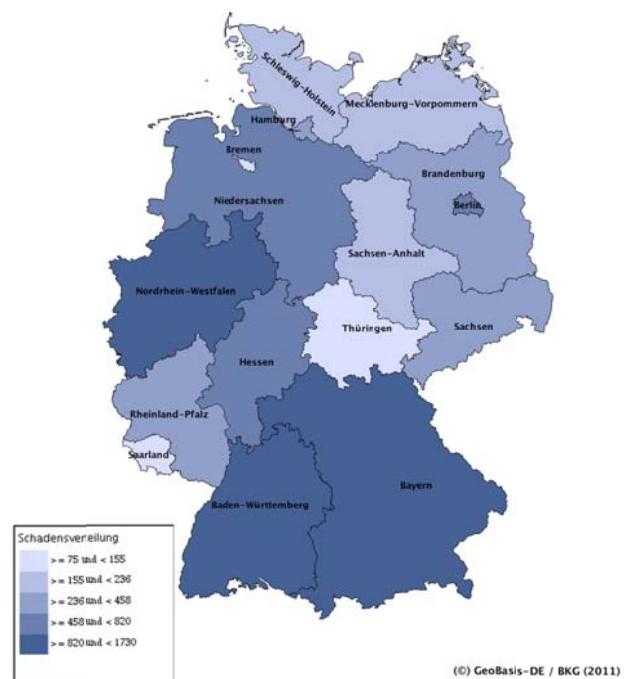 Schleswig-Holstein
Mecklenburg-Vorpommern
Hamburg
Bremen
Brandenburg
Niedersachsen
Berlin
Sachsen-Anhalt
Nordrhein-Westfalen
Thüringen
Sachsen
Hessen
Rheinland-Pfalz
Saarland
Bayern
Baden-Württemberg
Schadensvereilung
>= 75 und < 155
>= 155 und < 236
>= 236 und < 458
>= 458 und < 820
>= 820 und < 1730
(©) GeoBasis-DE / BKG (2011)